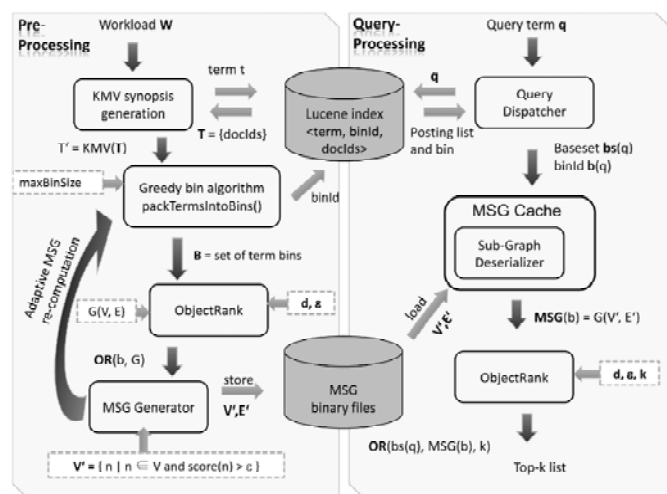 Pre-
Processing
Workload W
KMV synopsis
generation
term t
T = {docIds}
T' = KMV(T)
maxBinSize
Greedy bin algorithm
packTermsIntoBins()
binId
B = set of term bins
Adaptive MSG
re-computation
G(V, E)
ObjectRank
d, ε
OR(b, G)
MSG Generator
store
V',E'
V' = { n | n ∈ V and score(n) > ε }
Lucene index
<term, binId,
docIds>
MSG
binary files
Query-
Processing
Query term q
q
Query
Dispatcher
Posting list
and bin
Baseset bs(q)
binId b(q)
MSG Cache
Sub-Graph
Deserializer
load
V',E'
MSG(b) = G(V', E')
ObjectRank
d, ε, k
OR(bs(q), MSG(b), k)
Top-k list